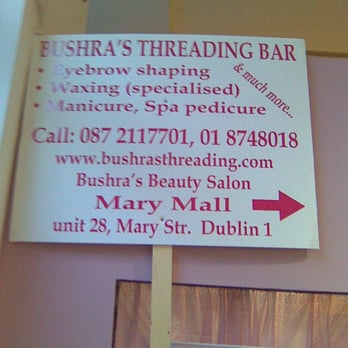 BUSHRA'S THREADING BAR
• Eyebrow shaping
• Waxing (specialised)
• Manicure, Spa pedicure
& much more...
Call: 087 2117701, 01 8748018
www.bushrasthreading.com
Bushra's Beauty Salon
Mary Mall
unit 28, Mary Str. Dublin 1